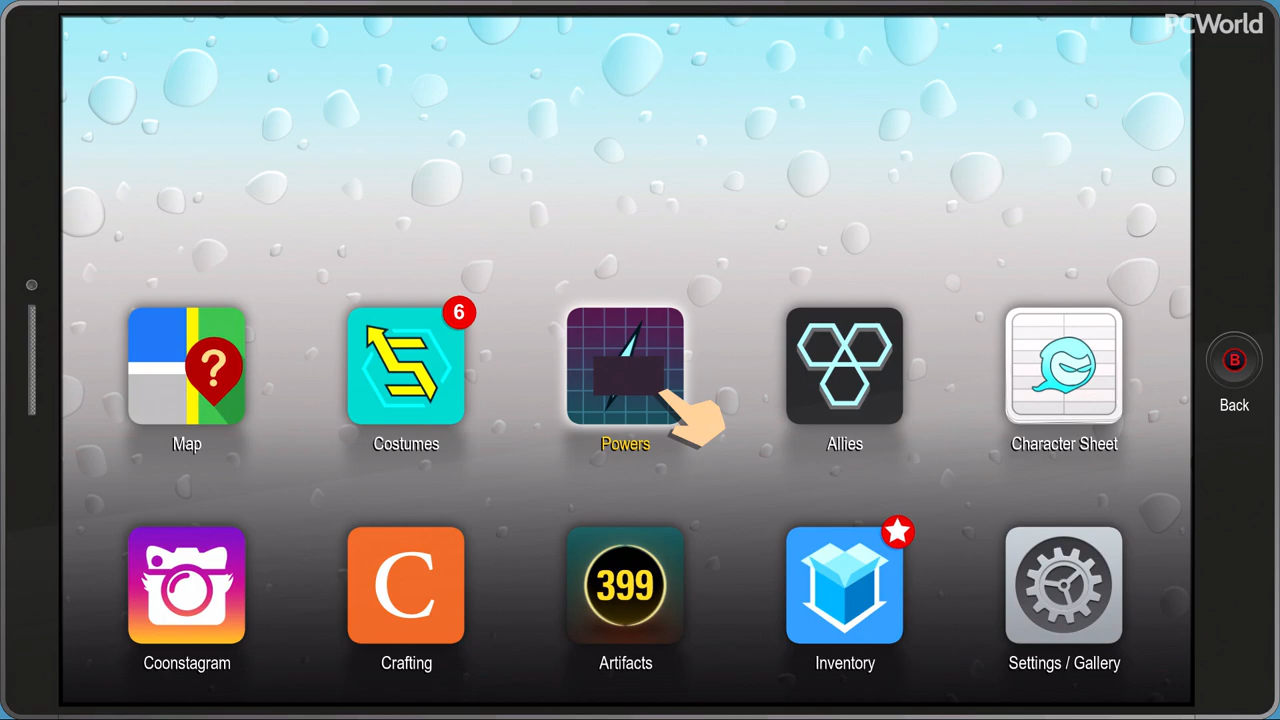 PCWorld
6
?
Map
Costumes
Powers
Allies
Character Sheet
B
Back
C
399
Coonstagram
Crafting
Artifacts
Inventory
Settings / Gallery